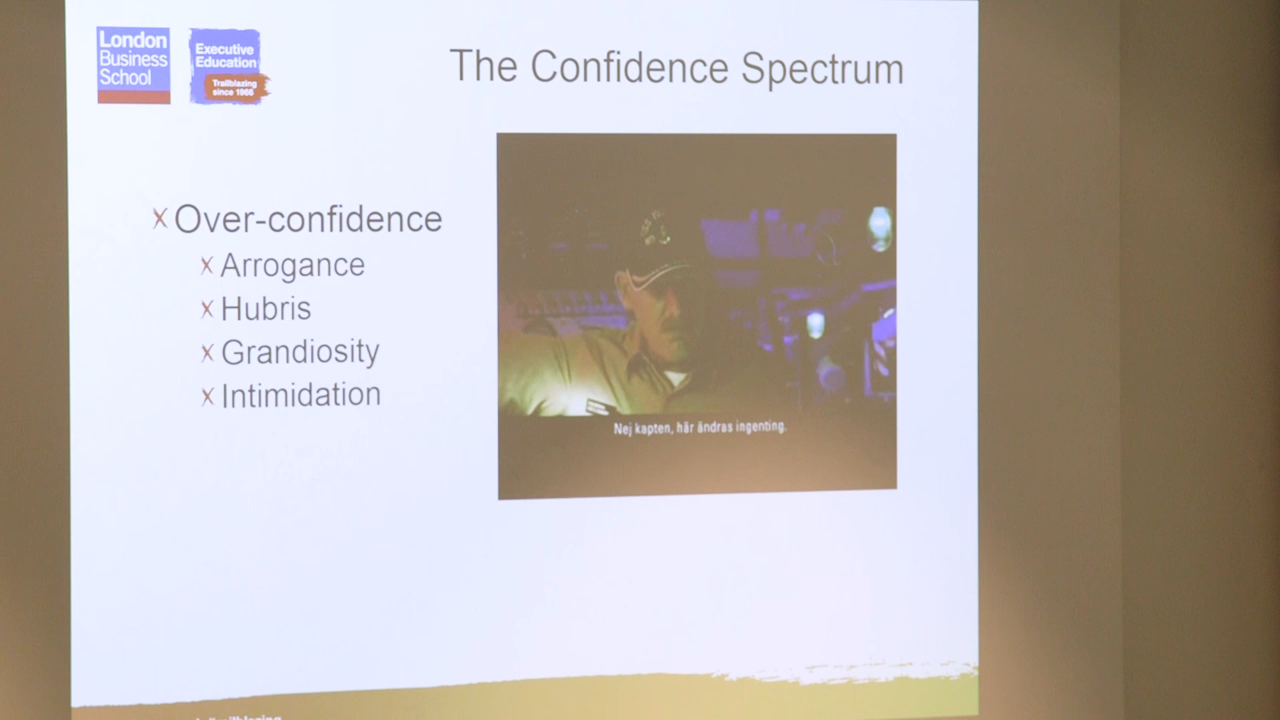 London
Business
School
Executive
Education
Trailblazing
since 1966
The Confidence Spectrum
Over-confidence
Arrogance
Hubris
Grandiosity
Intimidation
Nej kapten, här ändras ingenting.